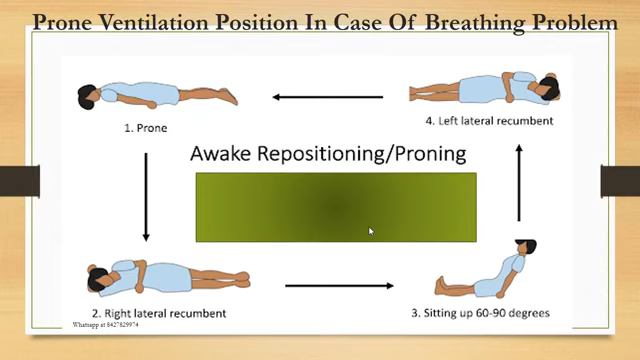 Prone Ventilation Position In Case Of Breathing Problem
1. Prone
4. Left lateral recumbent
Awake Repositioning/Proning
2. Right lateral recumbent
3. Sitting up 60-90 degrees
Whatsapp at 8427829974